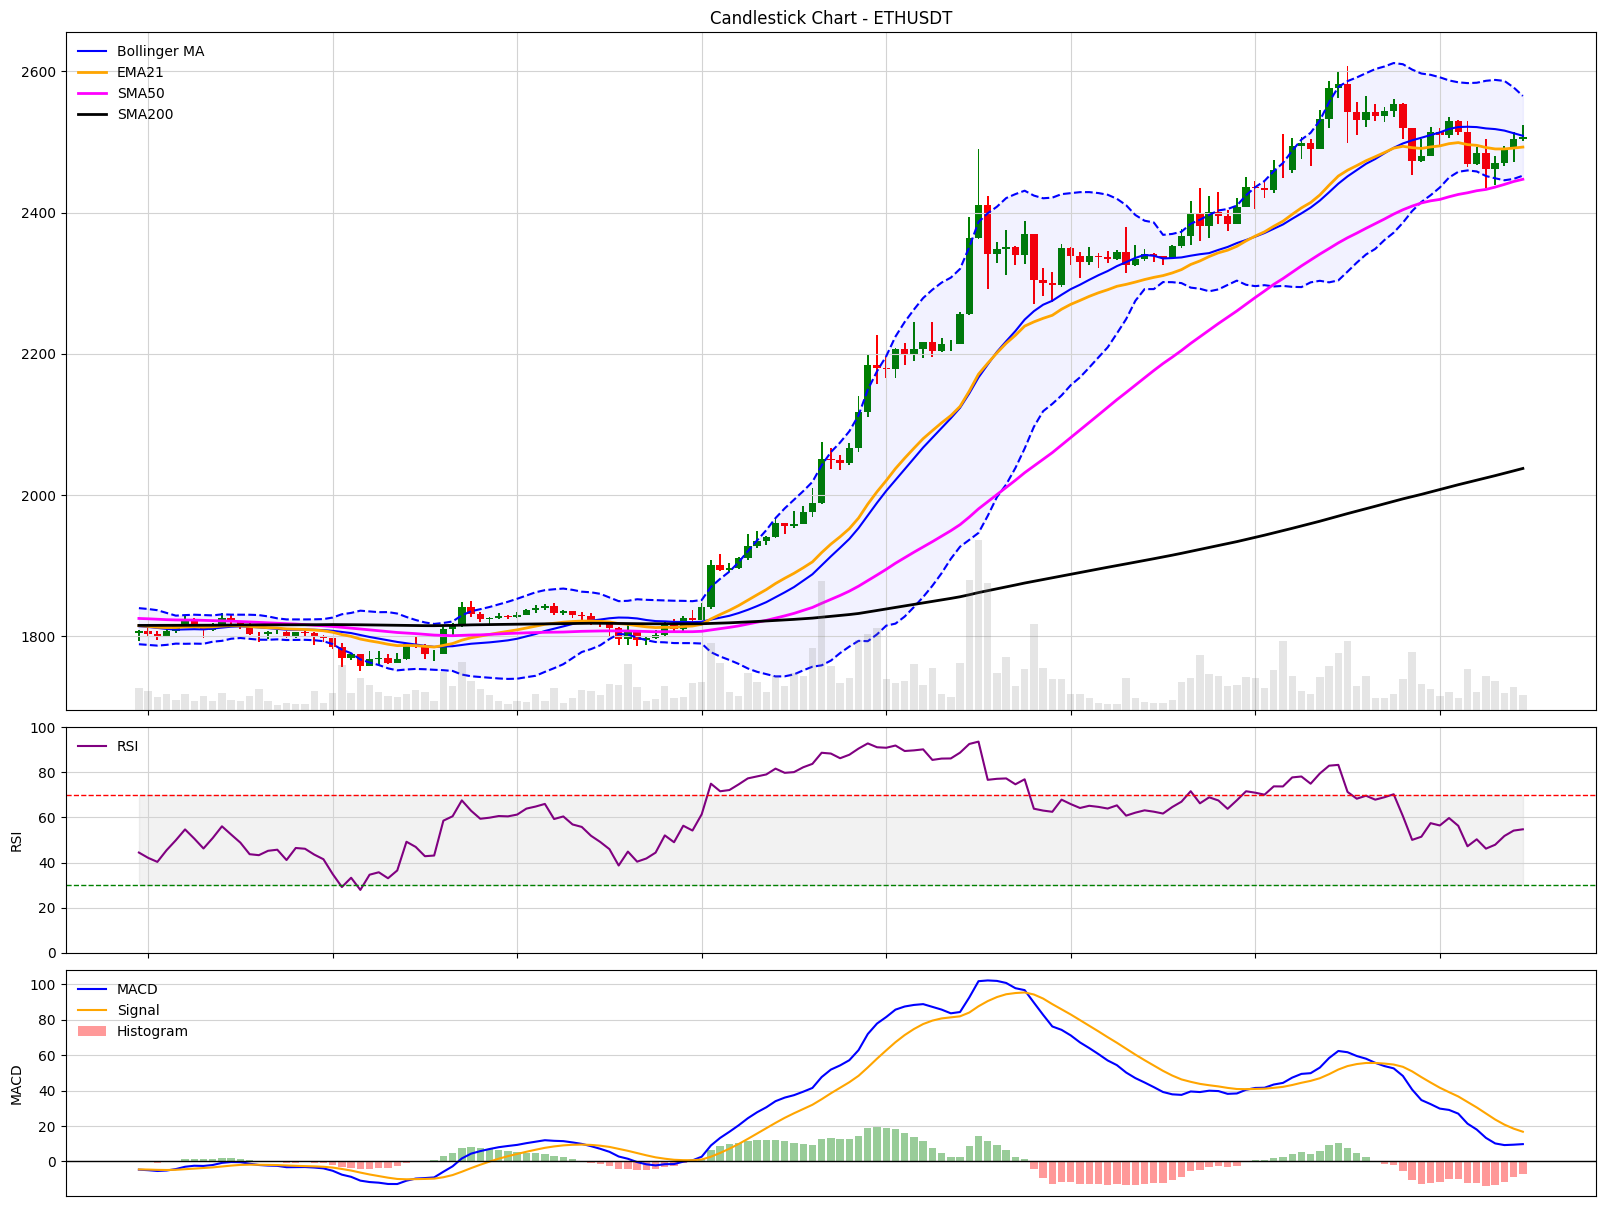 Candlestick Chart - ETHUSDT
Bollinger MA
EMA21
SMA50
SMA200
2600
2400
2200
2000
1800
100
80
60
40
20
0
RSI
RSI
100
80
60
40
20
0
MACD
MACD
Signal
Histogram